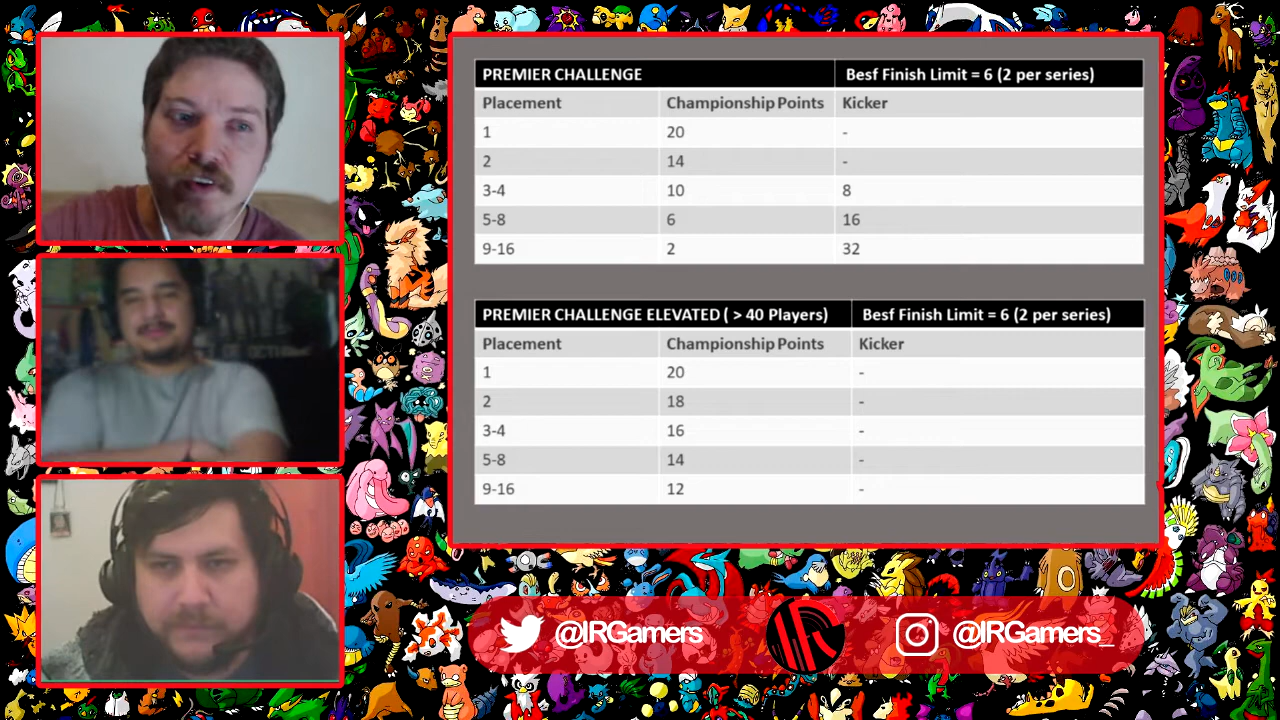 PREMIER CHALLENGE Besf Finish Limit = 6 (2 per series)
Placement Championship Points Kicker
1 20 -
2 14 -
3-4 10 8
5-8 6 16
9-16 2 32
PREMIER CHALLENGE ELEVATED ( > 40 Players) Besf Finish Limit = 6 (2 per series)
Placement Championship Points Kicker
1 20 -
2 18 -
3-4 16 -
5-8 14 -
9-16 12 -
@IRGamers IR @IRGamers_